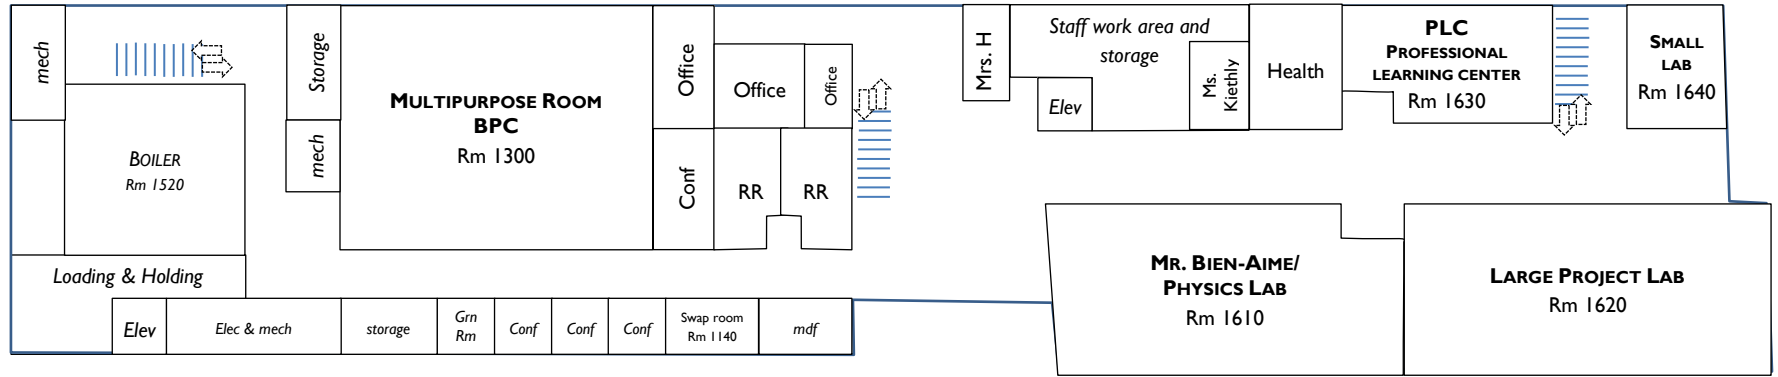 mech
BOILER
Rm 1520
Loading & Holding
Storage
mech
MULTIPURPOSE ROOM
BPC
Rm 1300
Office
Conf
Office
Office
RR
RR
Elev
Elec & mech
storage
Grn
Rm
Conf
Conf
Conf
Swap room
Rm 1140
mdf
Mrs. H
Staff work area and
storage
Elev
Ms.
Kiethly
Health
PLC
PROFESSIONAL
LEARNING CENTER
Rm 1630
SMALL
LAB
Rm 1640
MR. BIEN-AIME/
PHYSICS LAB
Rm 1610
LARGE PROJECT LAB
Rm 1620